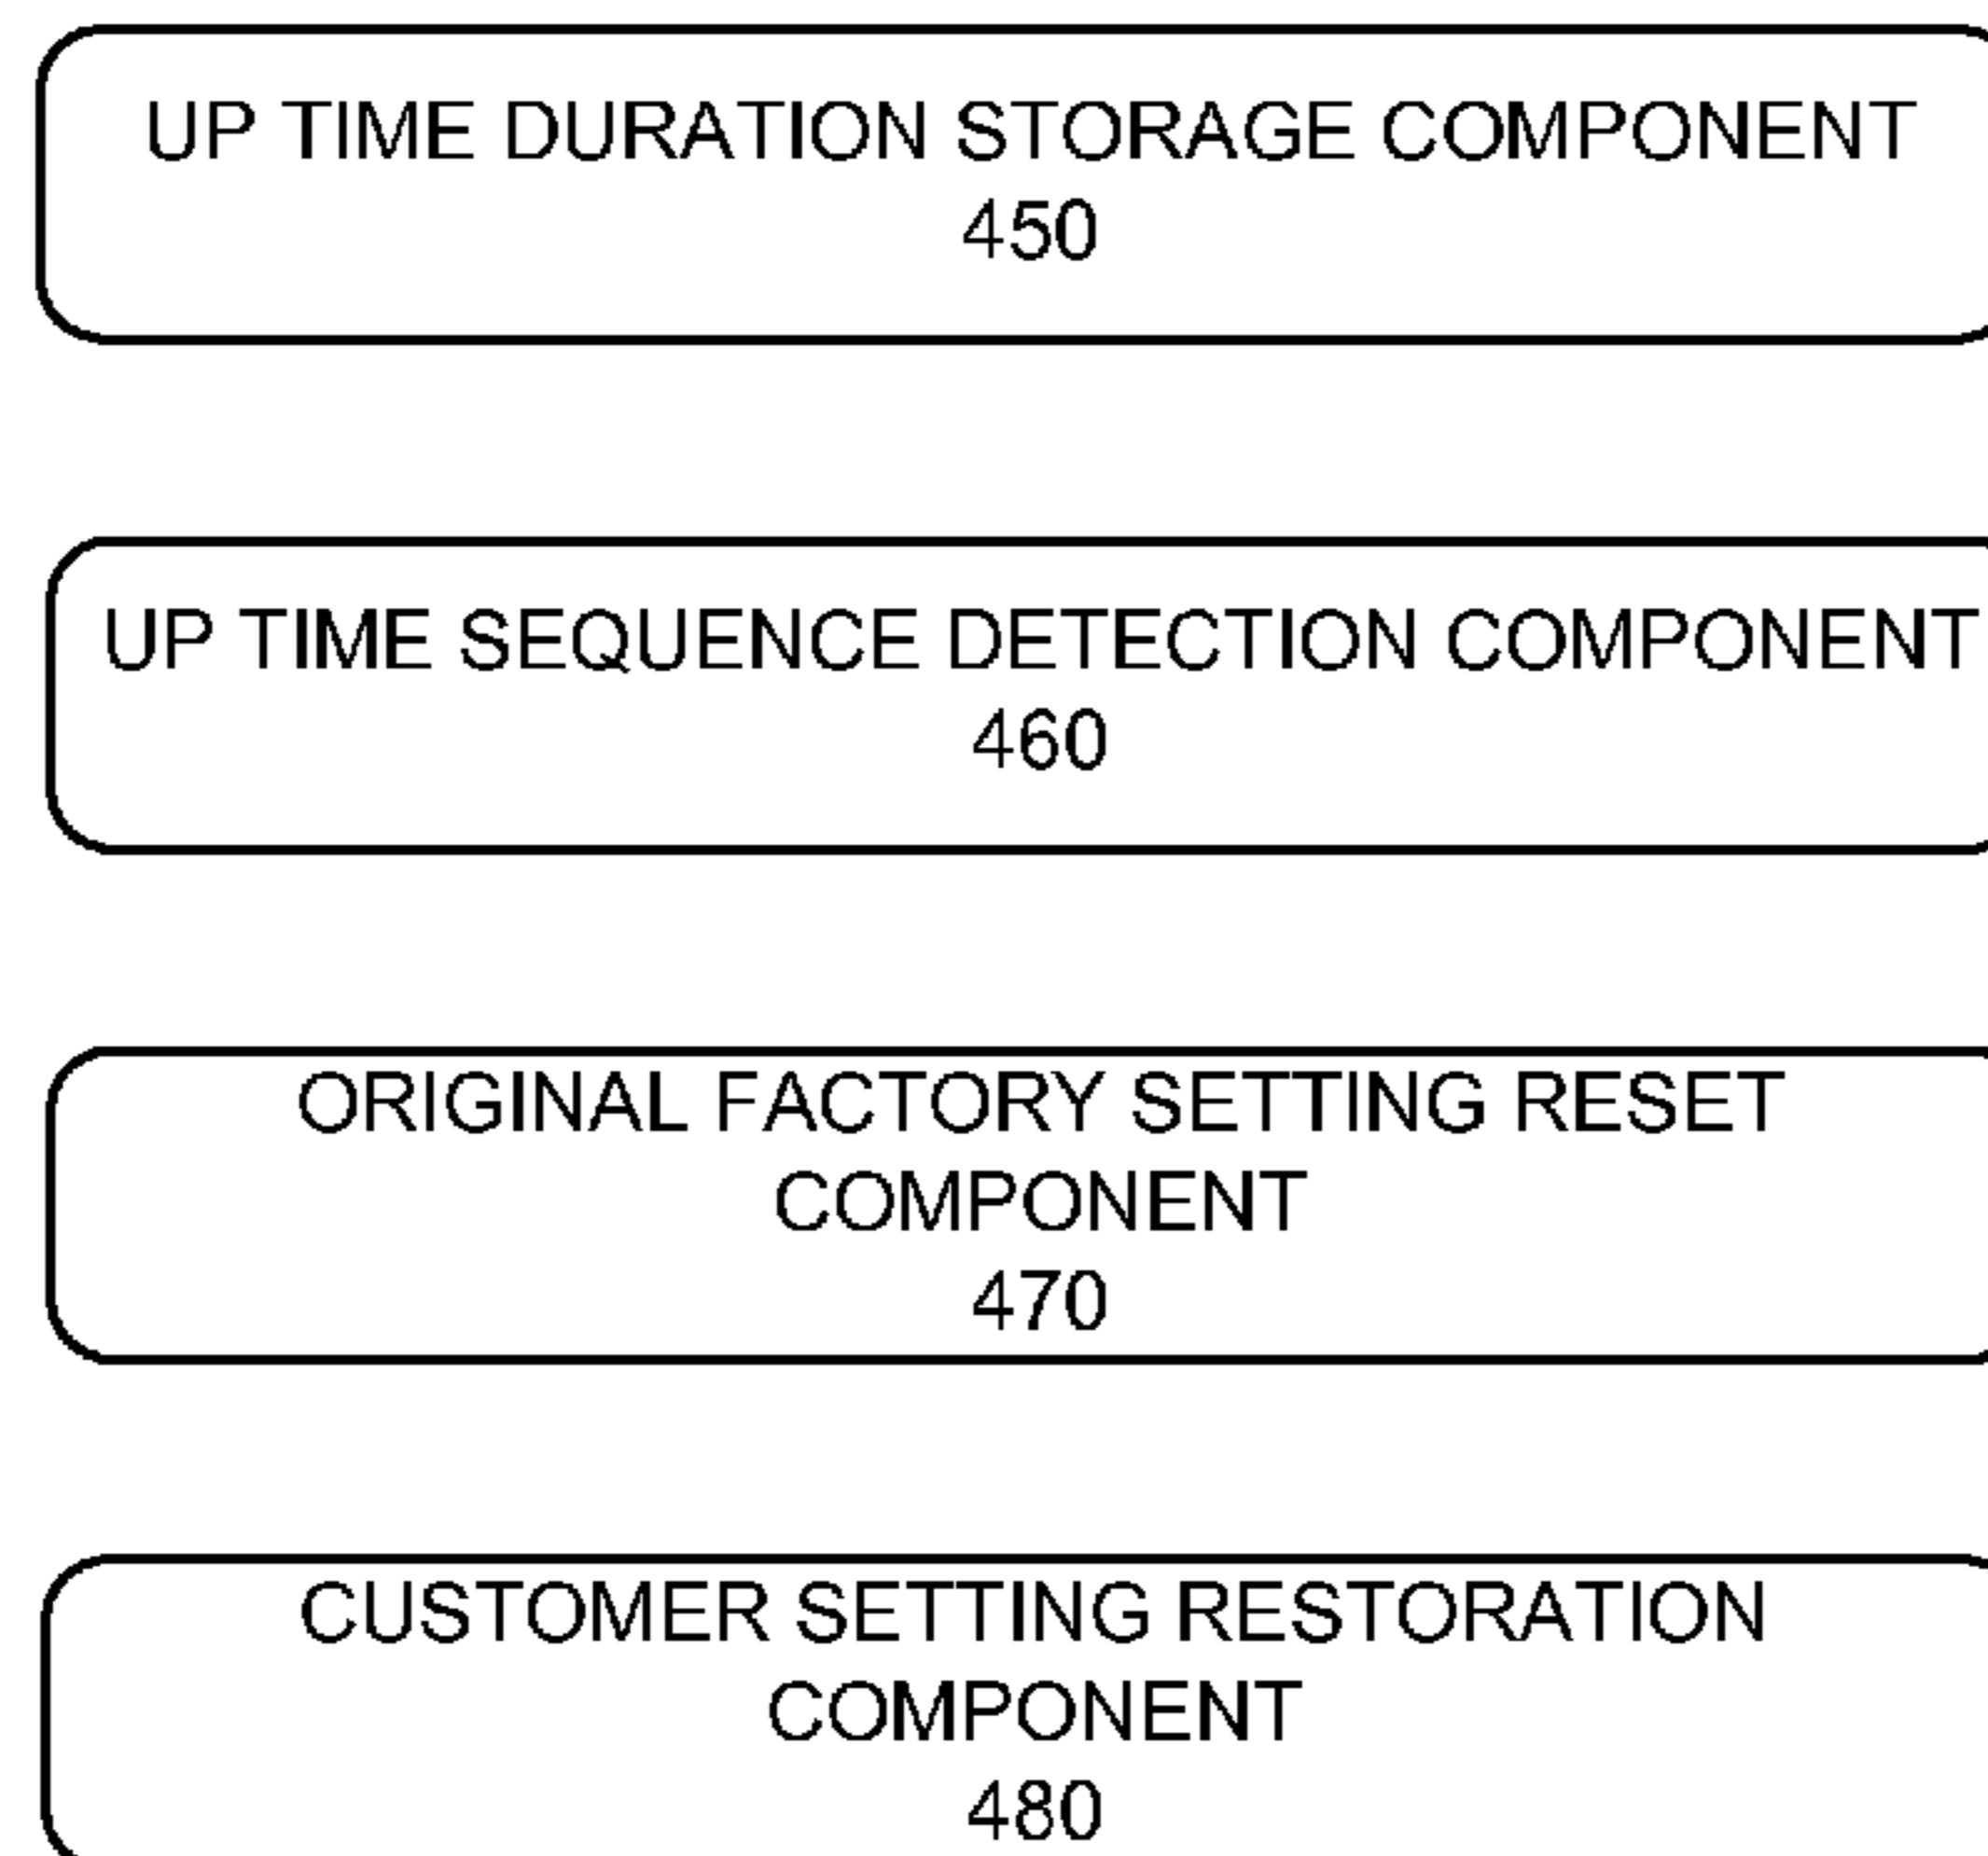 UP TIME DURATION STORAGE COMPONENT
450
UP TIME SEQUENCE DETECTION COMPONENT
460
ORIGINAL FACTORY SETTING RESET
COMPONENT
470
CUSTOMER SETTING RESTORATION
COMPONENT
480